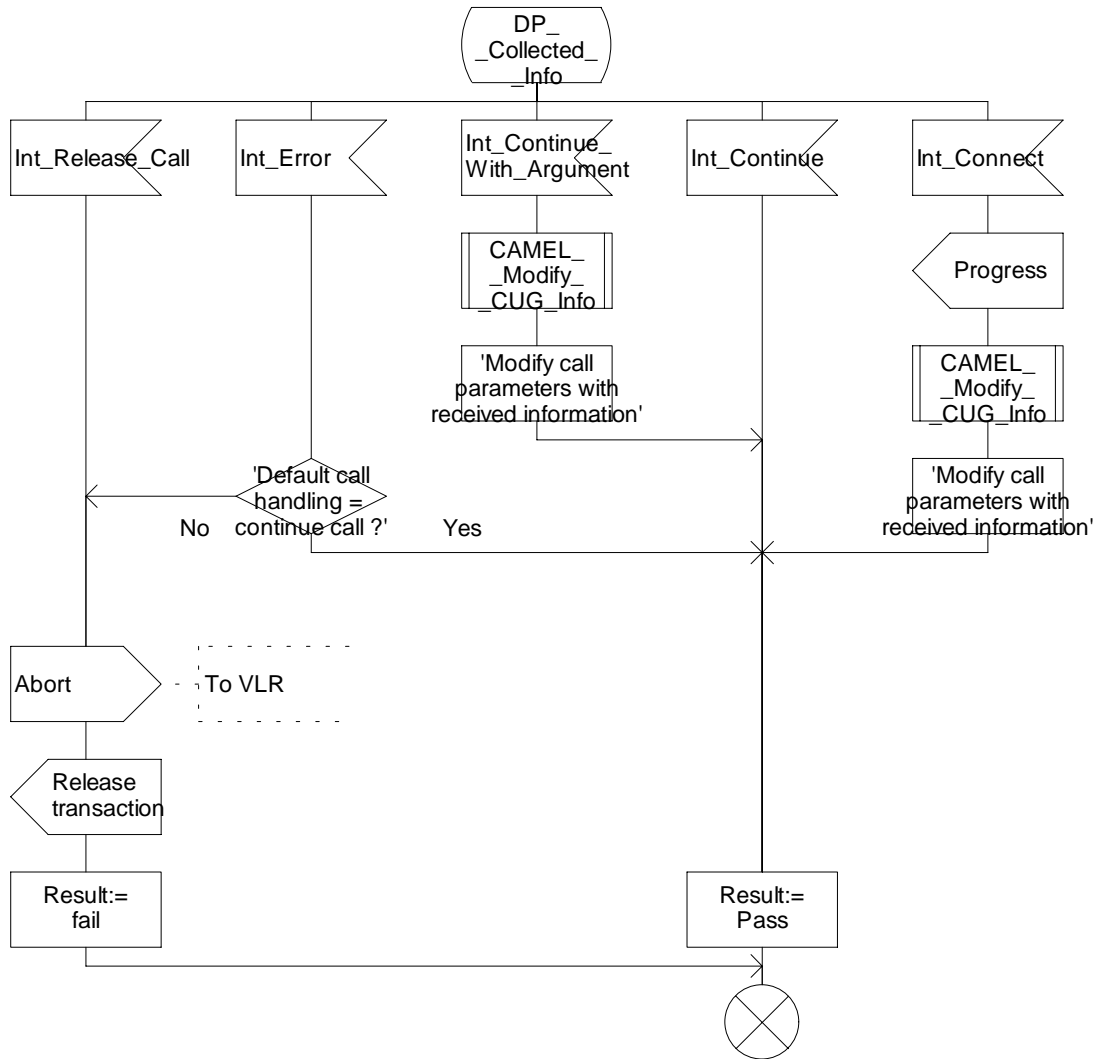 DP_
_Collected_
_Info
Int_Release_Call
Int_Error
Int_Continue_
With_Argument
Int_Continue
Int_Connect
CAMEL_
_Modify_
_CUG_Info
Progress
'Modify call
parameters with
received information'
CAMEL_
_Modify_
_CUG_Info
'Default call
handling =
continue call ?'
No
Yes
'Modify call
parameters with
received information'
Abort
To VLR
Release
transaction
Result:=
fail
Result:=
Pass